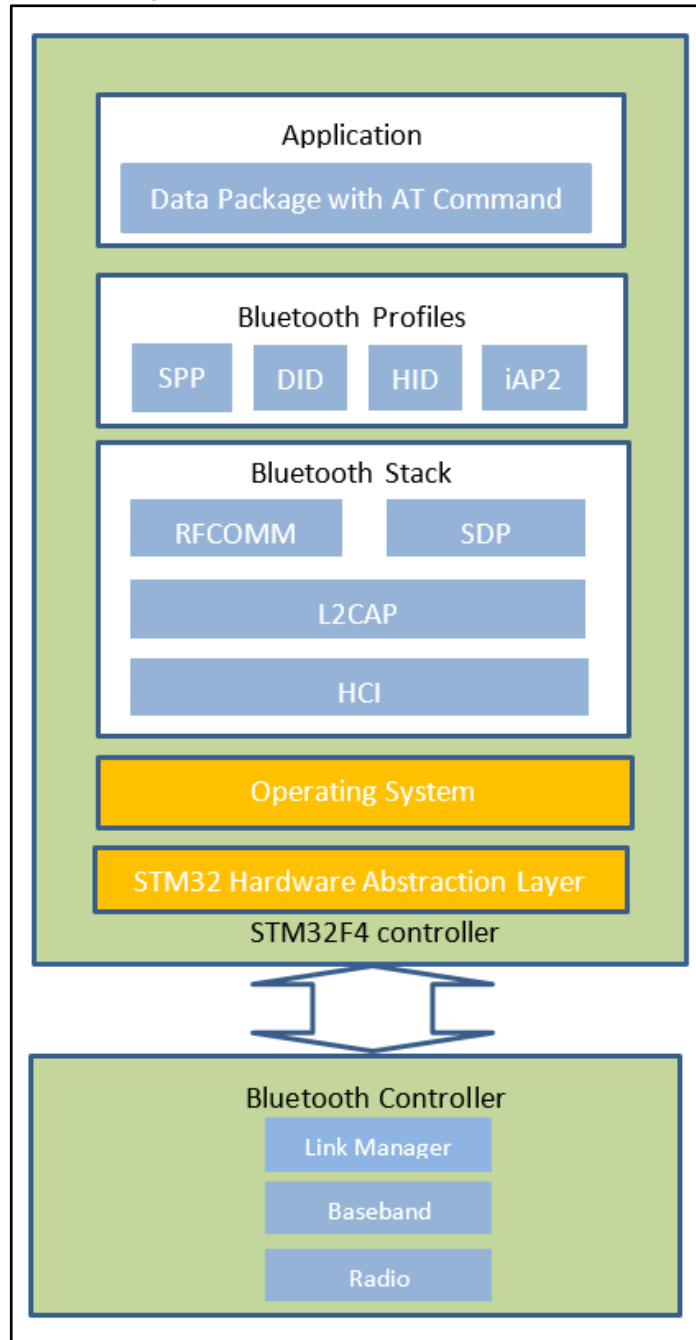 Application
Data Package with AT Command
Bluetooth Profiles
SPP DID HID iAP2
Bluetooth Stack
RFCOMM SDP
L2CAP
HCI
Operating System
STM32 Hardware Abstraction Layer
STM32F4 controller
Bluetooth Controller
Link Manager
Baseband
Radio